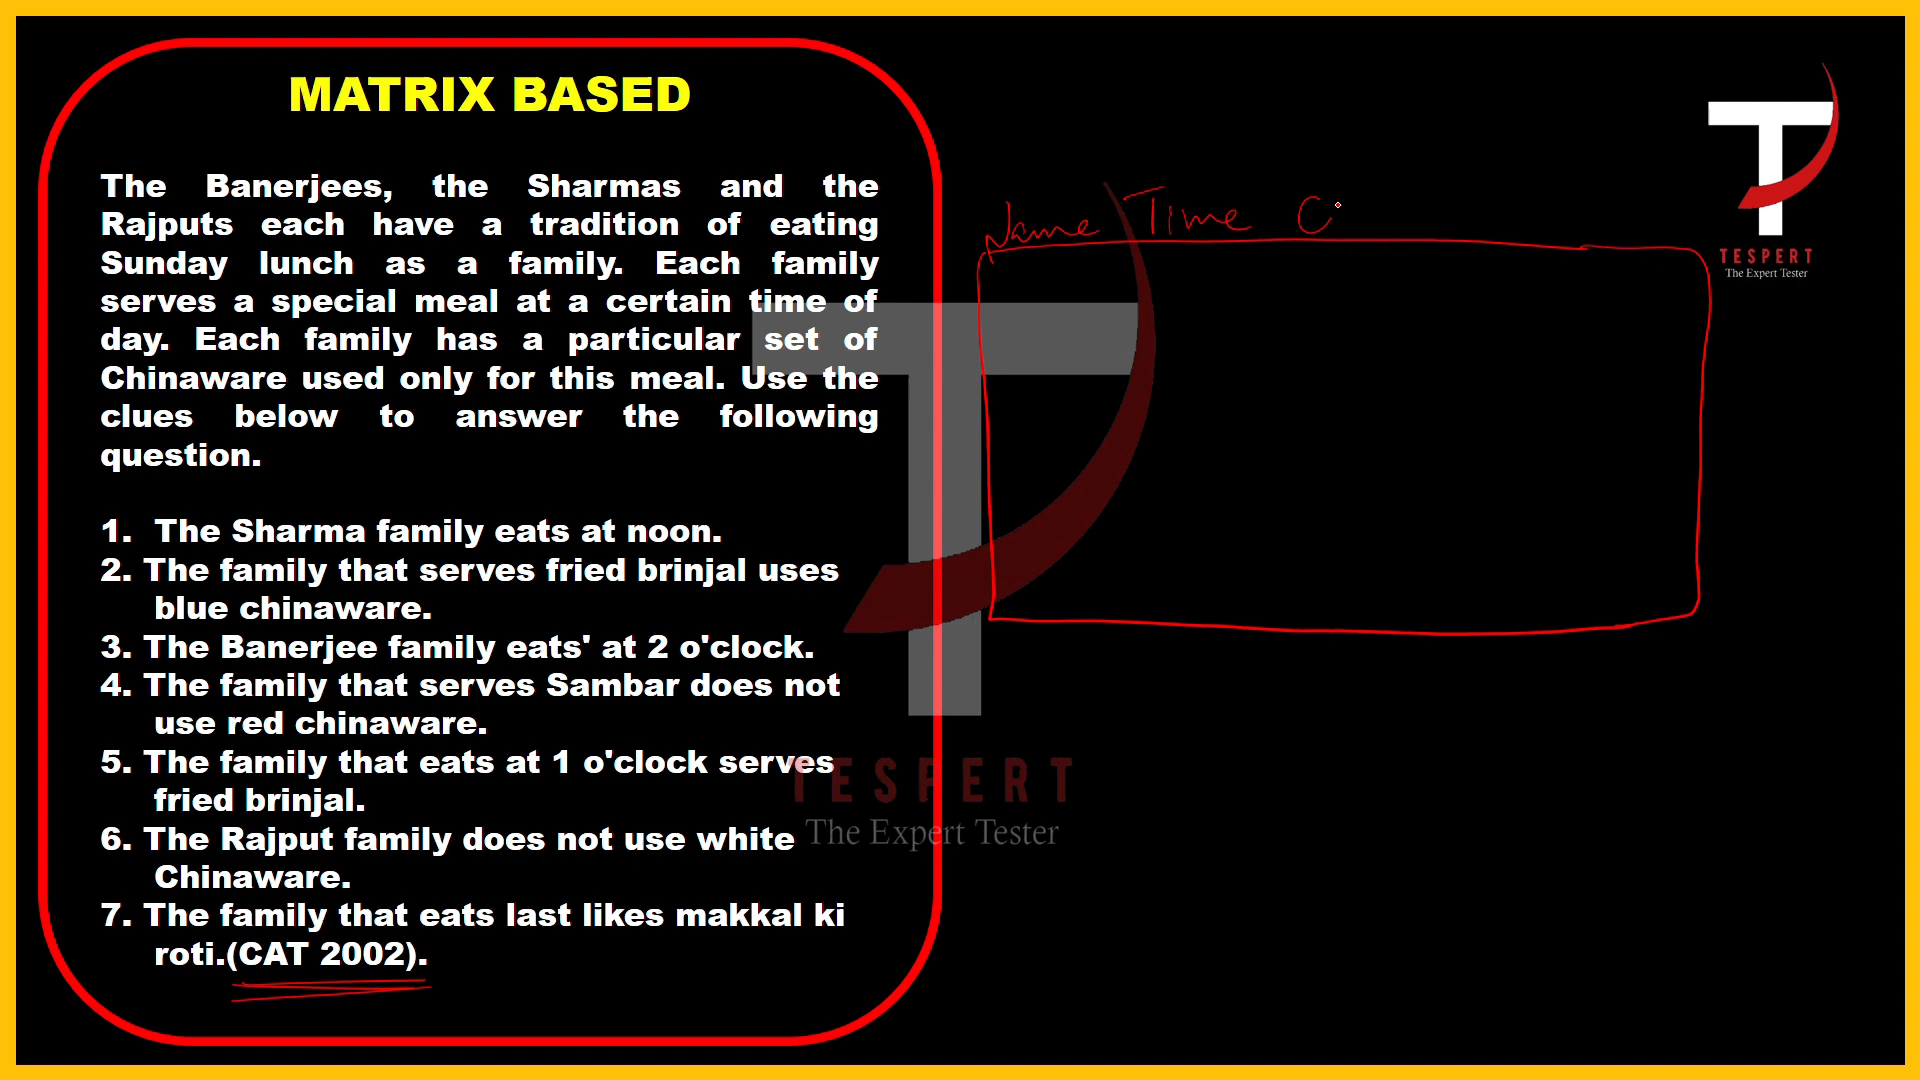 MATRIX BASED
The Banerjees, the Sharmas and the
Rajputs each have a tradition of eating
Sunday lunch as a family. Each family
serves a special meal at a certain time of
day. Each family has a particular set of
Chinaware used only for this meal. Use the
clues below to answer the following
question.
1. The Sharma family eats at noon.
2. The family that serves fried brinjal uses
blue chinaware.
3. The Banerjee family eats' at 2 o'clock.
4. The family that serves Sambar does not
use red chinaware.
5. The family that eats at 1 o'clock serves
fried brinjal.
6. The Rajput family does not use white
Chinaware.
7. The family that eats last likes makkal ki
roti.(CAT 2002).
Name Time C
TESPERT
The Expert Tester
TESPERT
The Expert Tester